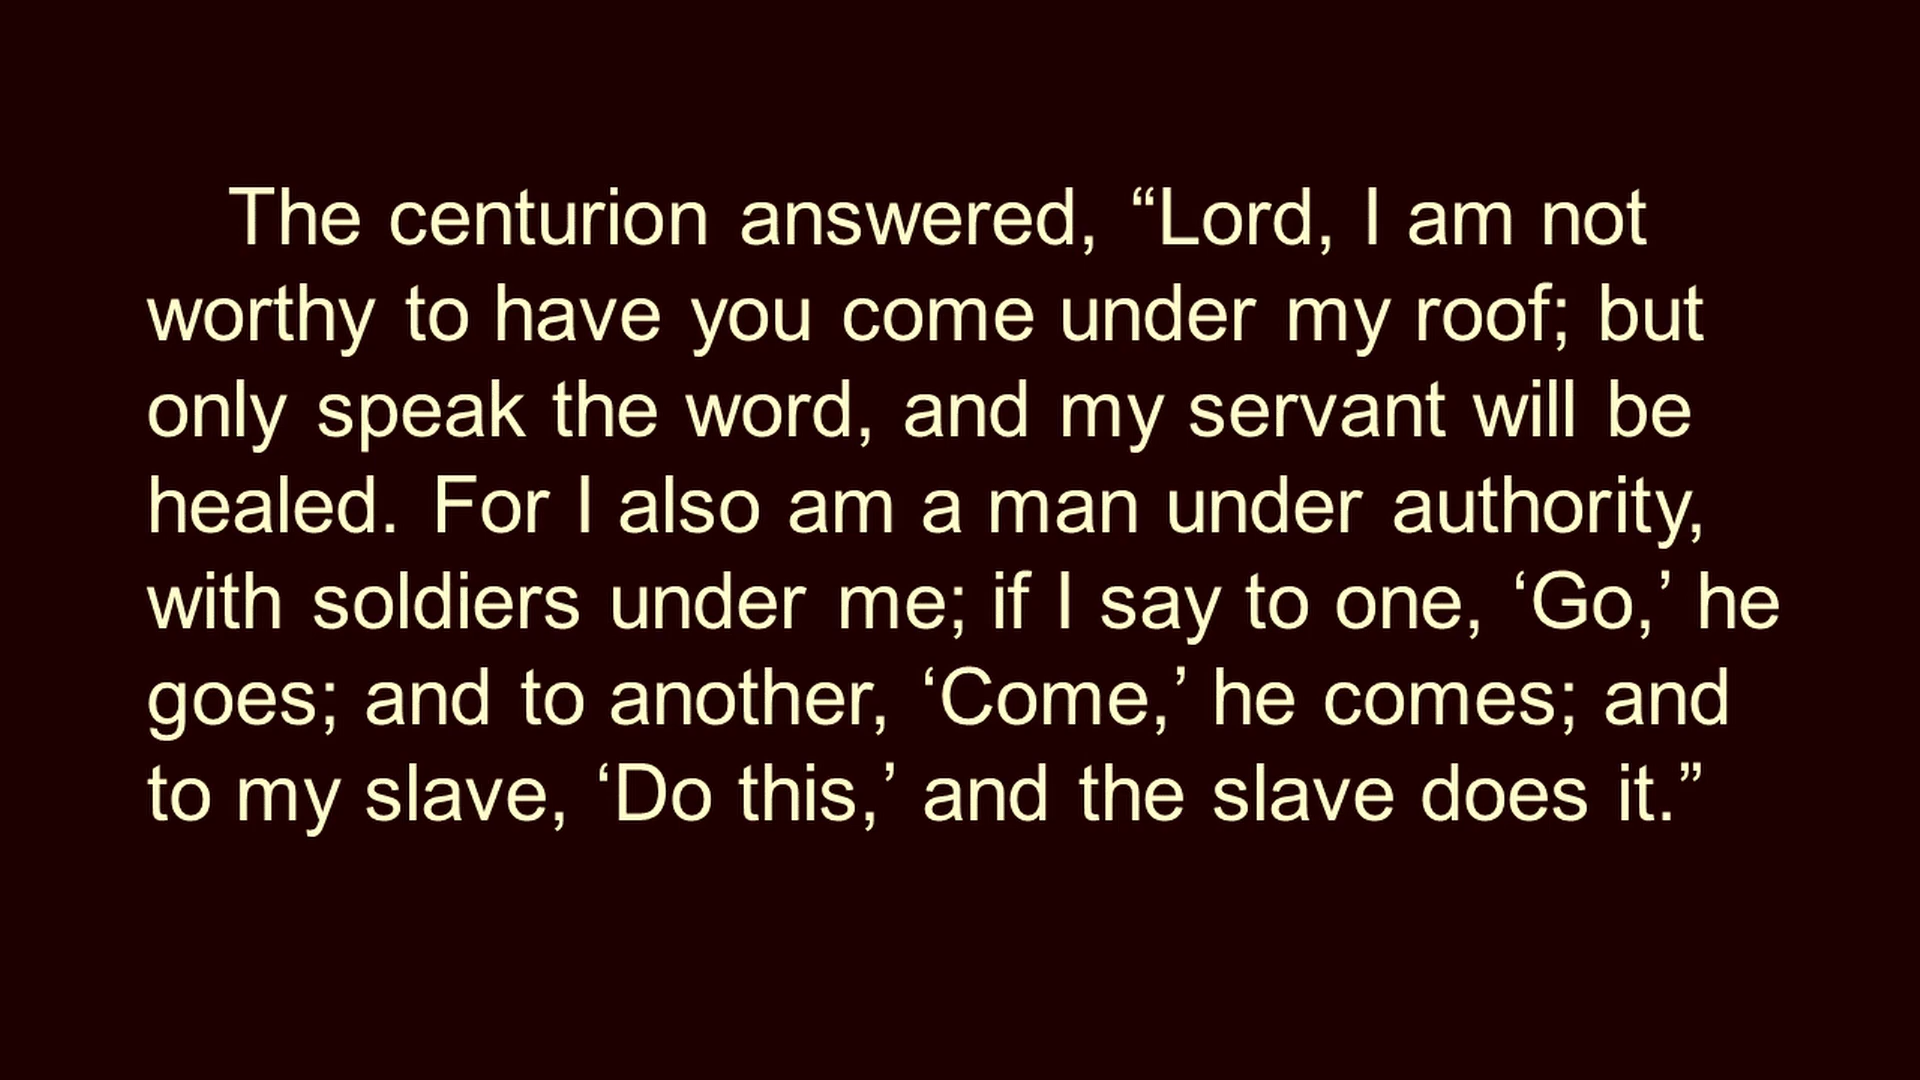 The centurion answered, “Lord, I am not
worthy to have you come under my roof; but
only speak the word, and my servant will be
healed. For I also am a man under authority,
with soldiers under me; if I say to one, ‘Go,’ he
goes; and to another, ‘Come,’ he comes; and
to my slave, ‘Do this,’ and the slave does it.”